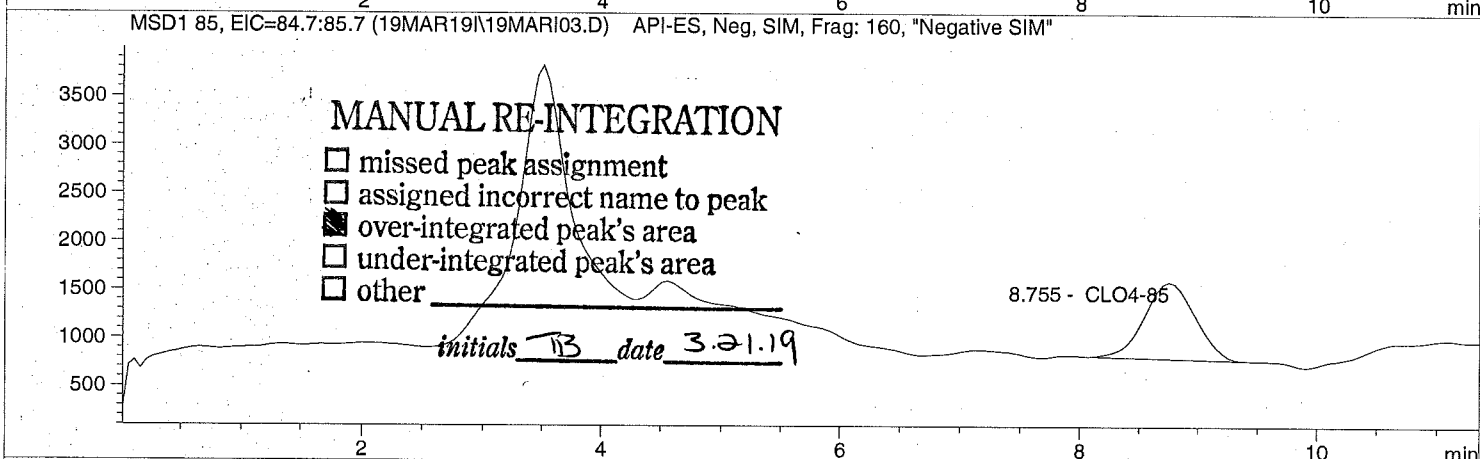 2 4 6 8 10 min
MSD1 85, EIC=84.7:85.7 (19MAR19I\19MARI03.D) API-ES, Neg, SIM, Frag: 160, "Negative SIM"
3500
MANUAL RE-INTEGRATION
3000
☐ missed peak assignment
2500
☐ assigned incorrect name to peak
2000
☒ over-integrated peak's area
☐ under-integrated peak's area
1500
☐ other
8.755 - CLO4-85
1000
initials TB date 3.21.19
500
2 4 6 8 10 min